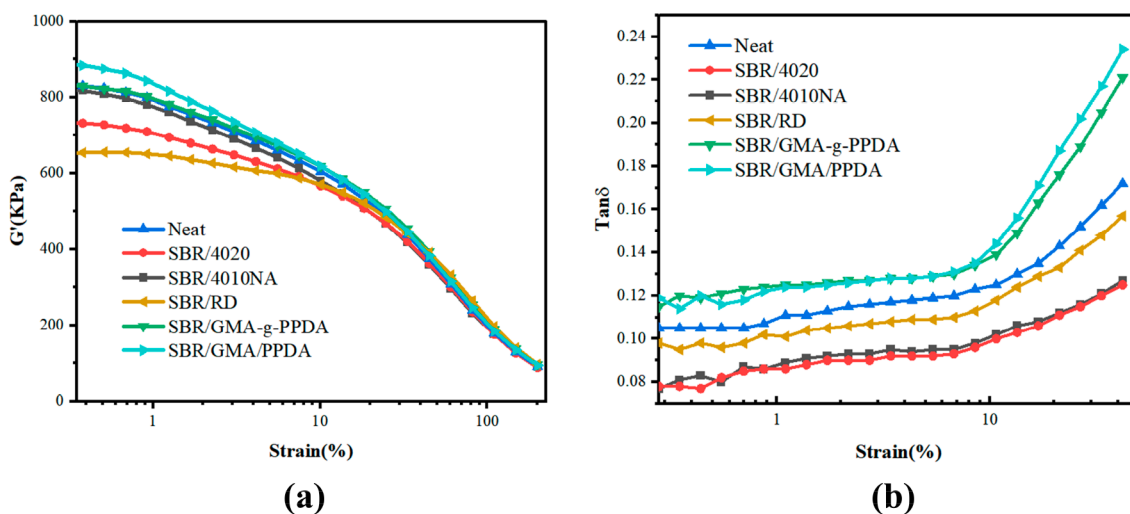 1000
800
600
400
200
0
G'(KPa)
Neat
SBR/4020
SBR/4010NA
SBR/RD
SBR/GMA-g-PPDA
SBR/GMA/PPDA
1
10
100
Strain(%)
(a)
0.24
0.22
0.20
0.18
0.16
0.14
0.12
0.10
0.08
Tanδ
Neat
SBR/4020
SBR/4010NA
SBR/RD
SBR/GMA-g-PPDA
SBR/GMA/PPDA
1
10
Strain(%)
(b)